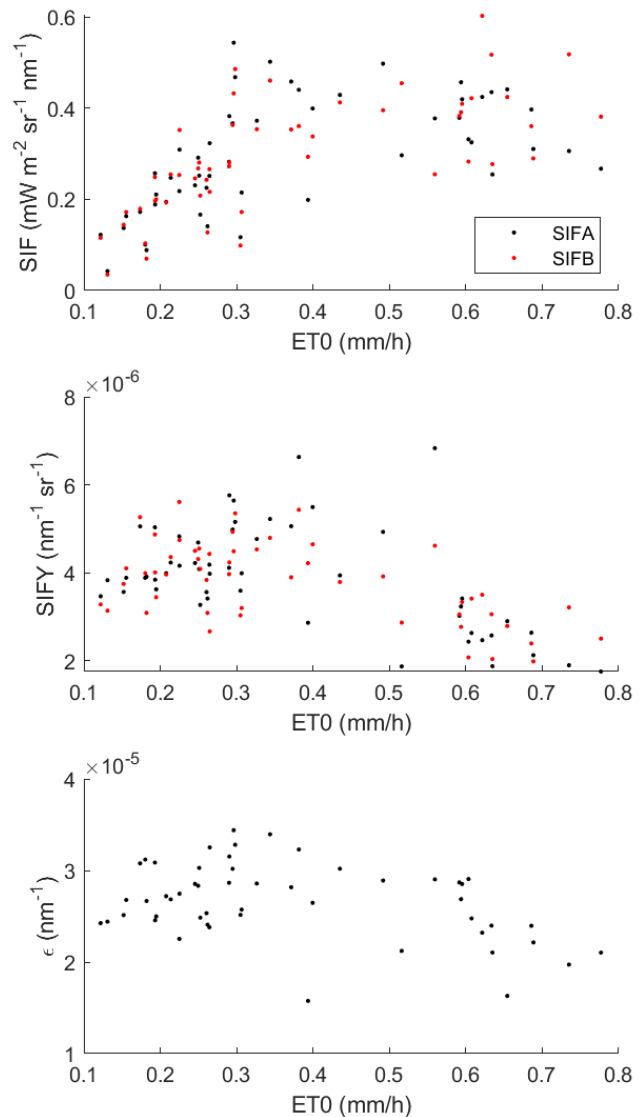 0.6
0.4
0.2
0
SIF (mW m⁻² sr⁻¹ nm⁻¹)
SIFA
SIFB
0.1 0.2 0.3 0.4 0.5 0.6 0.7 0.8
ET0 (mm/h)
×10⁻⁶
8
6
4
2
SIFY (nm⁻¹ sr⁻¹)
0.1 0.2 0.3 0.4 0.5 0.6 0.7 0.8
ET0 (mm/h)
×10⁻⁵
4
3
2
1
ϵ (nm⁻¹)
0.1 0.2 0.3 0.4 0.5 0.6 0.7 0.8
ET0 (mm/h)